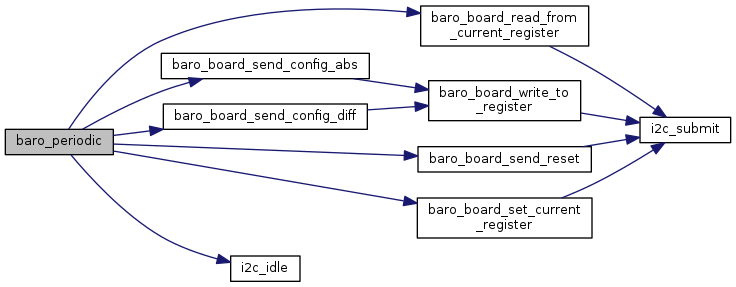 baro_board_read_from
_current_register
baro_board_send_config_abs
baro_board_write_to
_register
baro_board_send_config_diff
i2c_submit
baro_periodic
baro_board_send_reset
baro_board_set_current
_register
i2c_idle